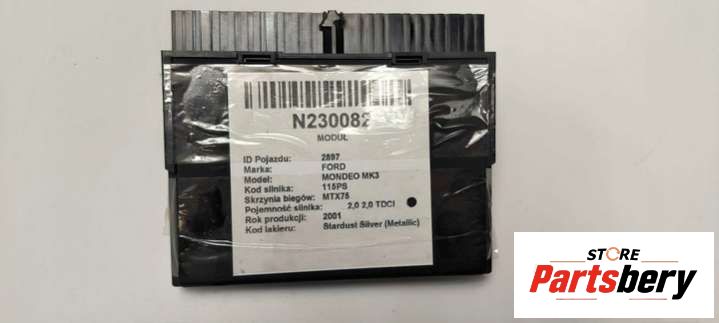 N230082
MODUŁ
ID Pojazdu: 2897
Marka: FORD
Model: MONDEO MK3
Kod silnika: 115PS
Skrzynia biegów: MTX75
Pojemność silnika: 2,0 2,0 TDCI
Rok produkcji: 2001
Kod lakieru: Stardust Silver (Metallic)
STORE
Partsbery